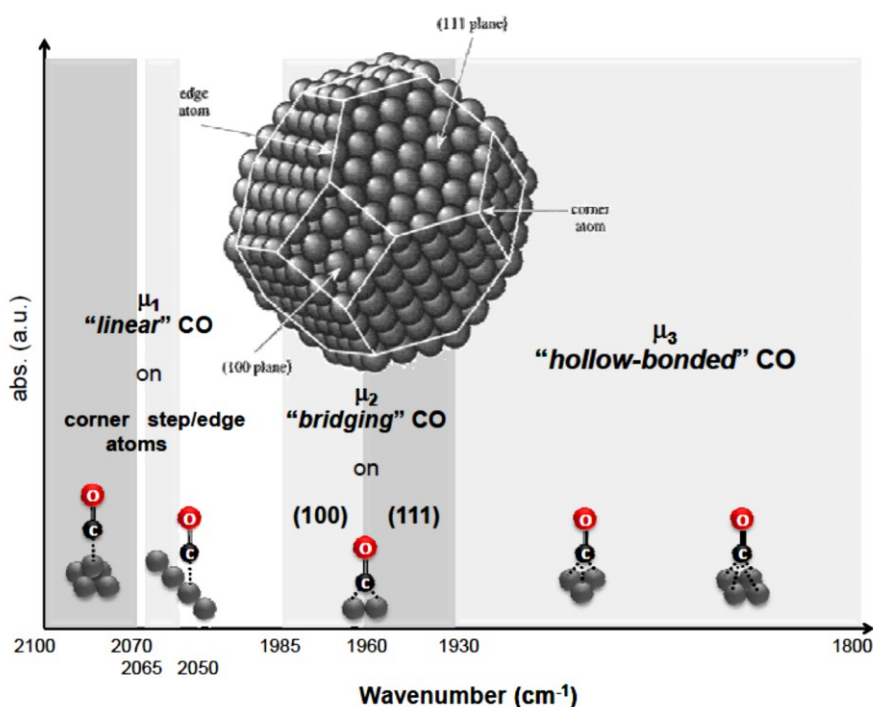 (111 plane)
edge
atom
corner
atom
(100 plane)
abs. (a.u.)
μ1
“linear” CO
on
corner step/edge
atoms
μ2
“bridging” CO
on
(100) (111)
μ3
“hollow-bonded” CO
O
C
O
C
O
C
O
C
O
C
2100 2070 1985 1960 1930 1800
2065 2050
Wavenumber (cm-1)